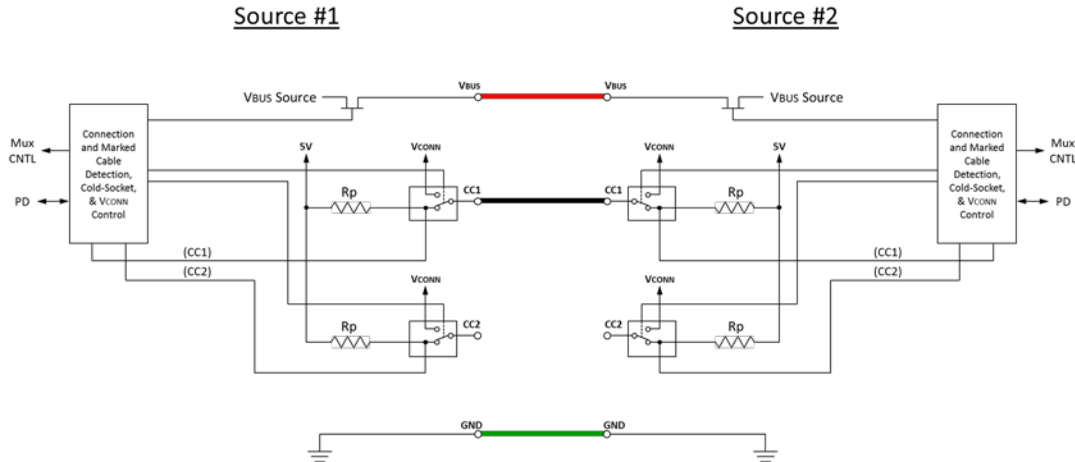 Source #1
Source #2
VBUS
VBUS
VBUS Source
VBUS Source
Connection
and Marked
Cable
Detection,
Cold-Socket,
& VCONN
Control
Mux
CNTL
PD
5V
VCONN
Rp
CC1
CC1
VCONN
5V
Rp
Connection
and Marked
Cable
Detection,
Cold-Socket,
& VCONN
Control
Mux
CNTL
PD
(CC1)
(CC2)
(CC1)
(CC2)
VCONN
Rp
CC2
CC2
VCONN
Rp
GND
GND